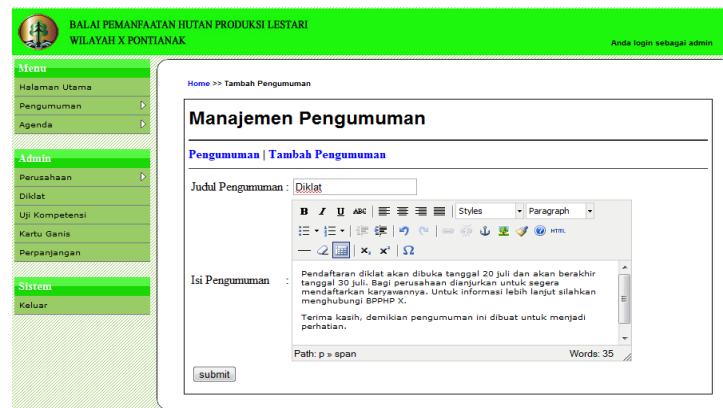 BALAI PEMANFAATAN HUTAN PRODUKSI LESTARI
WILAYAH X PONTIANAK
Anda login sebagai admin
Menu
Halaman Utama
Pengumuman
Agenda
Admin
Perusahaan
Diklat
Uji Kompetensi
Kartu Ganis
Perpanjangan
Sistem
Keluar
Home >> Tambah Pengumuman
Manajemen Pengumuman
Pengumuman | Tambah Pengumuman
Judul Pengumuman : Diklat
B I U ABC Styles Paragraph
HTML
x₂ x² Ω
Isi Pengumuman :
Pendaftaran diklat akan dibuka tanggal 20 juli dan akan berakhir
tanggal 30 juli. Bagi perusahaan dianjurkan untuk segera
mendaftarkan karyawannya. Untuk informasi lebih lanjut silahkan
menghubungi BPPHP X.
Terima kasih, demikian pengumuman ini dibuat untuk menjadi
perhatian.
Path: p » span Words: 35
submit